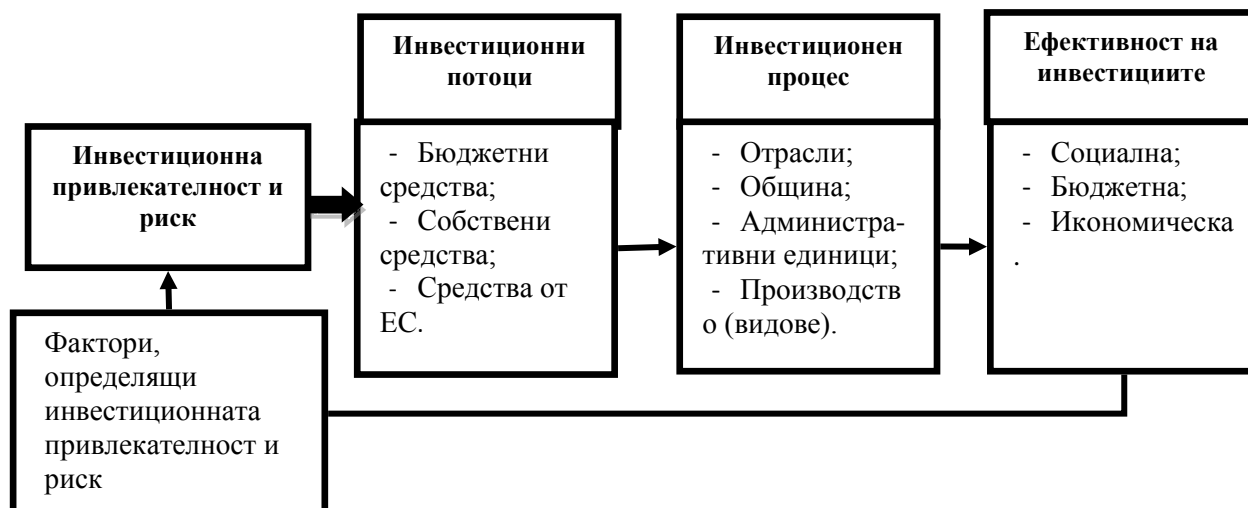 Инвестиционна
привлекателност и
риск
Фактори,
определящи
инвестиционната
привлекателност и
риск
Инвестиционни
потоци
- Бюджетни
средства;
- Собствени
средства;
- Средства от
ЕС.
Инвестиционен
процес
- Отрасли;
- Община;
- Администра-
тивни единици;
- Производств
о (видове).
Ефективност на
инвестициите
- Социална;
- Бюджетна;
- Икономическа
.